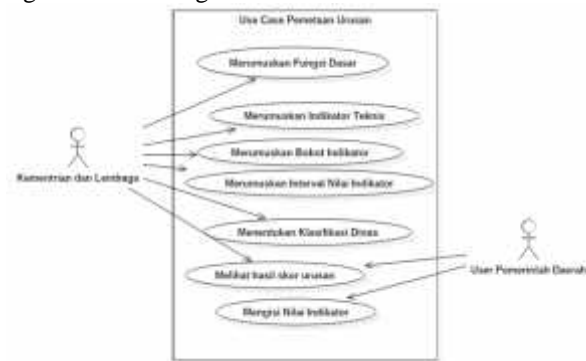 Use Case Pemetaan Urusan
Merumuskan Fungsi Dasar
Merumuskan Indikator Teknis
Merumuskan Bobot Indikator
Merumuskan Interval Nilai Indikator
Kementrian dan Lembaga
Menentukan Klasifikasi Dinas
Melihat hasil skor urusan
User Pemerintah Daerah
Mengisi Nilai Indikator